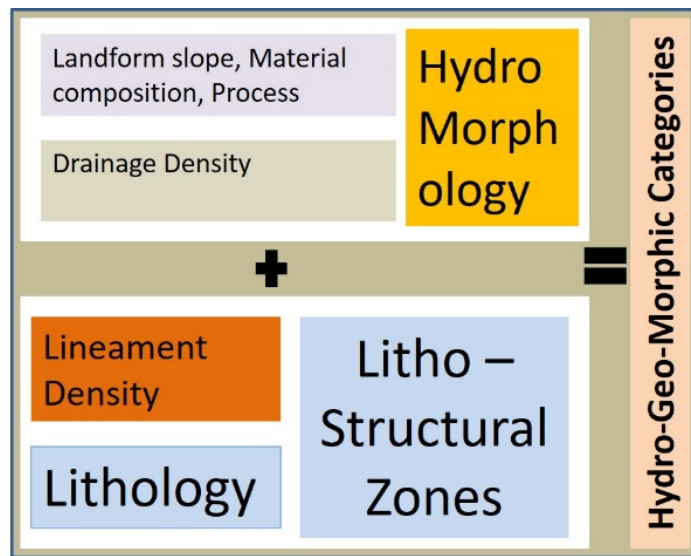 Landform slope, Material
composition, Process
Drainage Density
Hydro
Morph
ology
+
=
Lineament
Density
Lithology
Litho –
Structural
Zones
Hydro-Geo-Morphic Categories